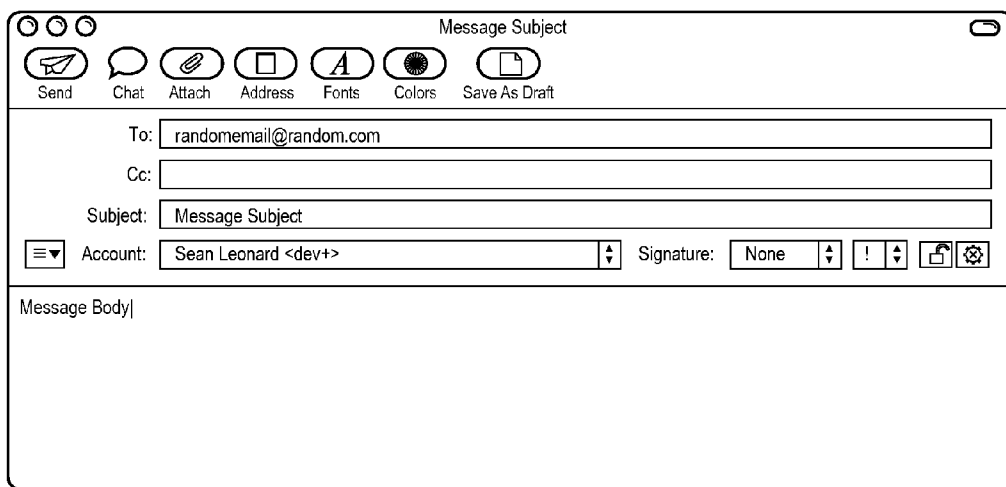 Message Subject
Send Chat Attach Address Fonts Colors Save As Draft
To: randomemail@random.com
Cc:
Subject: Message Subject
Account: Sean Leonard <dev+> Signature: None !
Message Body